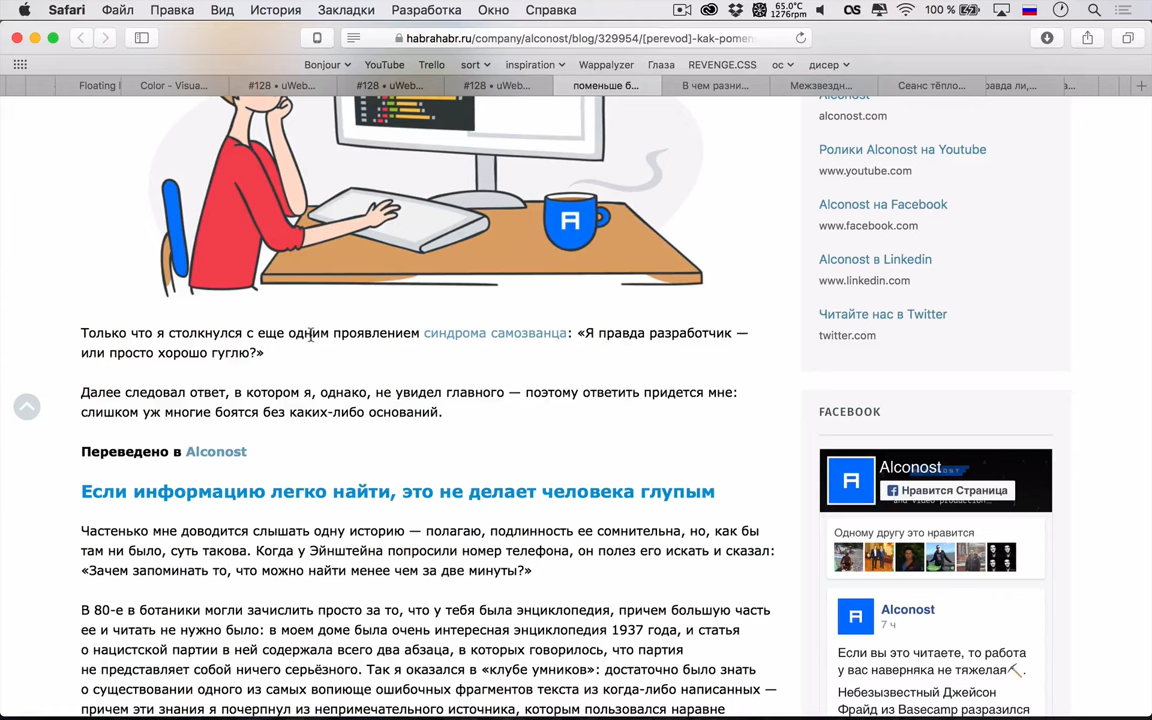 Safari Файл Правка Вид История Закладки Разработка Окно Справка
65.0°C
1276rpm
100 %
habrahabr.ru/company/alconost/blog/329954/[perevod]-kak-pomen
Bonjour YouTube Trello sort inspiration Wappalyzer Глаза REVENGE.CSS ос дисер
Floating l Color - Visua... #128 • uWeb... #128 • uWeb... #128 • uWeb... поменьше б... В чем разни... Межзвездн... Сеанс тёпло... равда ли,...
alconost.com
Ролики Alconost на Youtube
www.youtube.com
Alconost на Facebook
www.facebook.com
Alconost в Linkedin
www.linkedin.com
Читайте нас в Twitter
twitter.com
Только что я столкнулся с еще одним проявлением синдрома самозванца: «Я правда разработчик —
или просто хорошо гуглю?»
Далее следовал ответ, в котором я, однако, не увидел главного — поэтому ответить придется мне:
слишком уж многие боятся без каких-либо оснований.
Переведено в Alconost
Если информацию легко найти, это не делает человека глупым
Частенько мне доводится слышать одну историю — полагаю, подлинность ее сомнительна, но, как бы
там ни было, суть такова. Когда у Эйнштейна попросили номер телефона, он полез его искать и сказал:
«Зачем запоминать то, что можно найти менее чем за две минуты?»
В 80-е в ботаники могли зачислить просто за то, что у тебя была энциклопедия, причем большую часть
ее и читать не нужно было: в моем доме была очень интересная энциклопедия 1937 года, и статья
о нацистской партии в ней содержала всего два абзаца, в которых говорилось, что партия
не представляет собой ничего серьёзного. Так я оказался в «клубе умников»: достаточно было знать
о существовании одного из самых вопиюще ошибочных фрагментов текста из когда-либо написанных —
причем эти знания я почерпнул из непримечательного источника, которым пользовался наравне
FACEBOOK
Alconost
Нравится Страница
Одному другу это нравится
Alconost
7 ч
Если вы это читаете, то работа
у вас наверняка не тяжелая
Небезызвестный Джейсон
Фрайд из Basecamp разразился